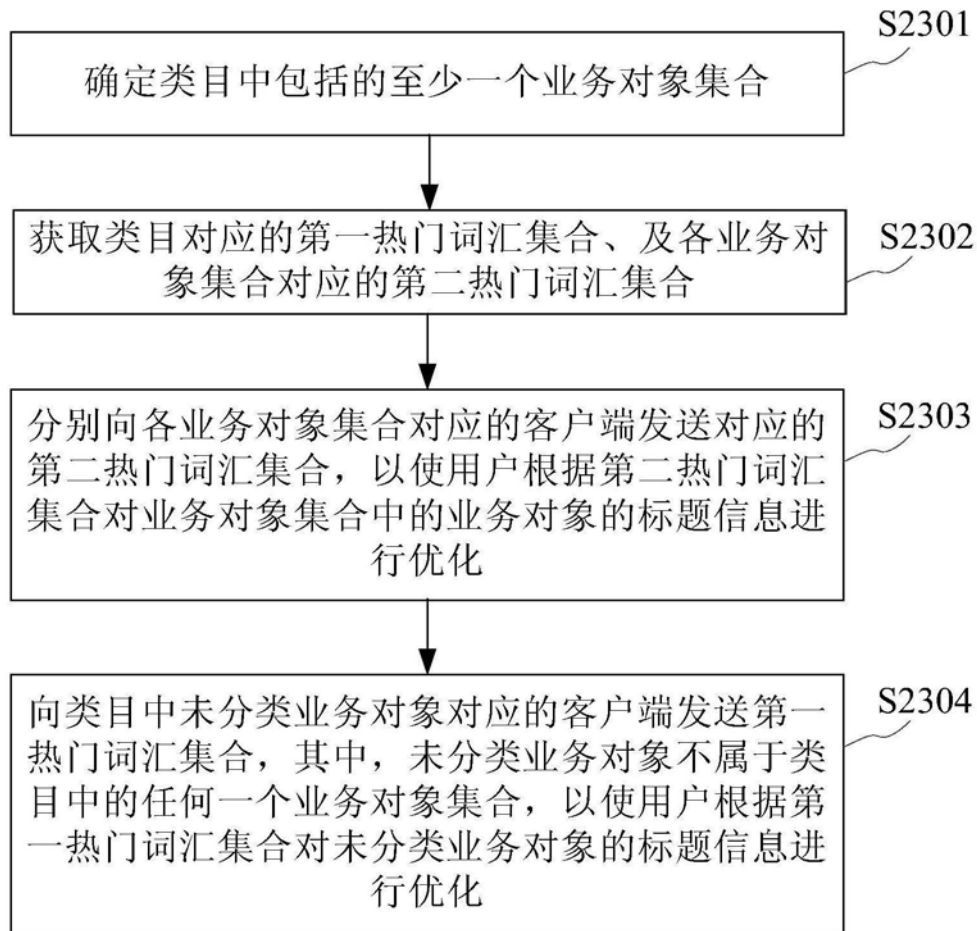 S2301
确定类目中包括的至少一个业务对象集合
S2302
获取类目对应的第一热门词汇集合、及各业务对
象集合对应的第二热门词汇集合
S2303
分别向各业务对象集合对应的客户端发送对应的
第二热门词汇集合，以使用户根据第二热门词汇
集合对业务对象集合中的业务对象的标题信息进
行优化
S2304
向类目中未分类业务对象对应的客户端发送第一
热门词汇集合，其中，未分类业务对象不属于类
目中的任何一个业务对象集合，以使用户根据第
一热门词汇集合对未分类业务对象的标题信息进
行优化